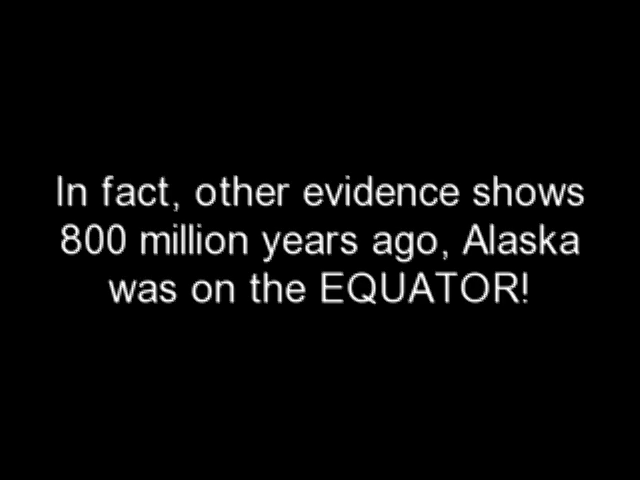 In fact, other evidence shows
800 million years ago, Alaska
was on the EQUATOR!